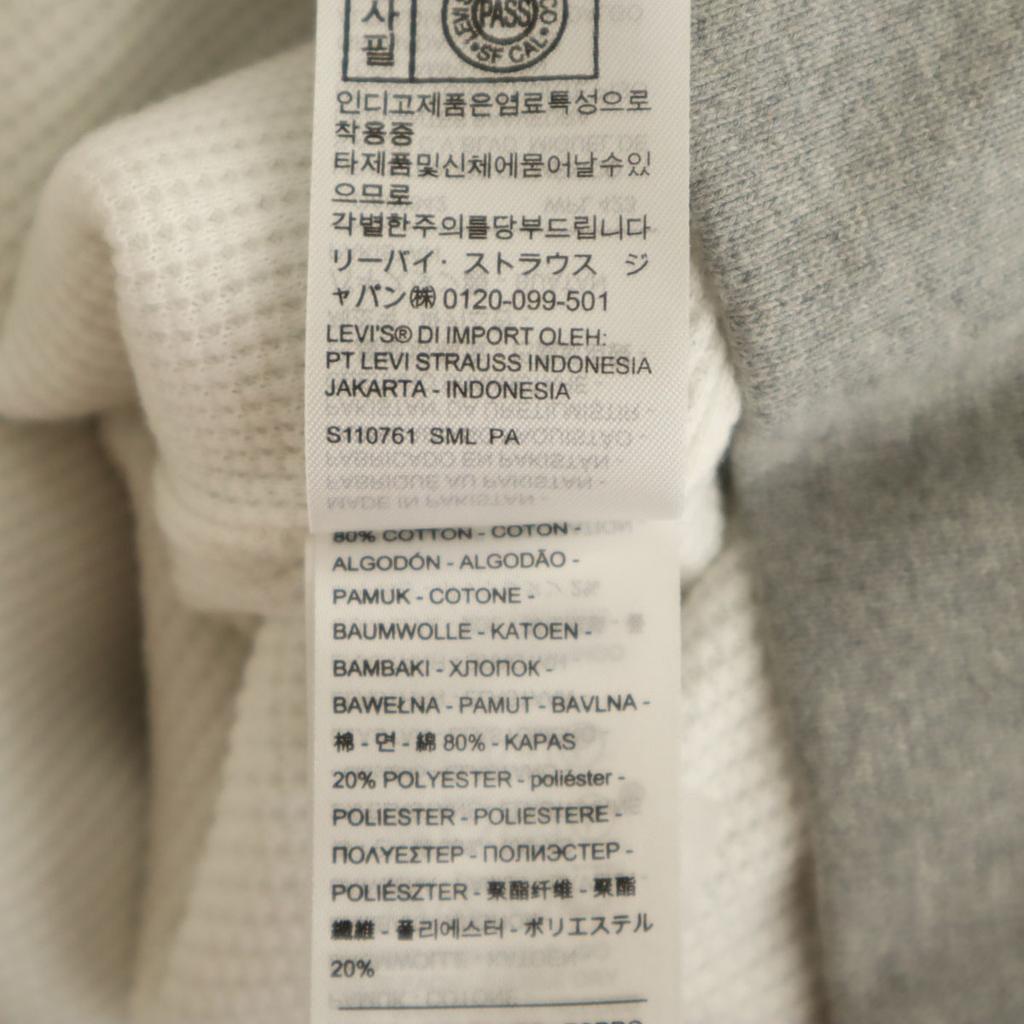 사
필
LEVI'S PASS CO.
SF CAL
인디고제품은염료특성으로
착용중
타제품및신체에묻어날수있
으므로
각별한주의를당부드립니다
リーバイ・ストラウス ジ
ャパン㈱ 0120-099-501
LEVI'S® DI IMPORT OLEH:
PT LEVI STRAUSS INDONESIA
JAKARTA - INDONESIA
S110761 SML PA
80% COTTON - COTON -
ALGODÓN - ALGODÃO -
PAMUK - COTONE -
BAUMWOLLE - KATOEN -
BAMBAKI - ХЛОПОК -
BAWEŁNA - PAMUT - BAVLNA -
棉 - 면 - 綿 80% - KAPAS
20% POLYESTER - poliéster -
POLIESTER - POLIESTERE -
ΠΟΛΥΕΣΤΕΡ - ПОЛИЭСТЕР -
POLIÉSZTER - 聚酯纤维 - 聚酯
纖維 - 폴리에스터 - ポリエステル
20%